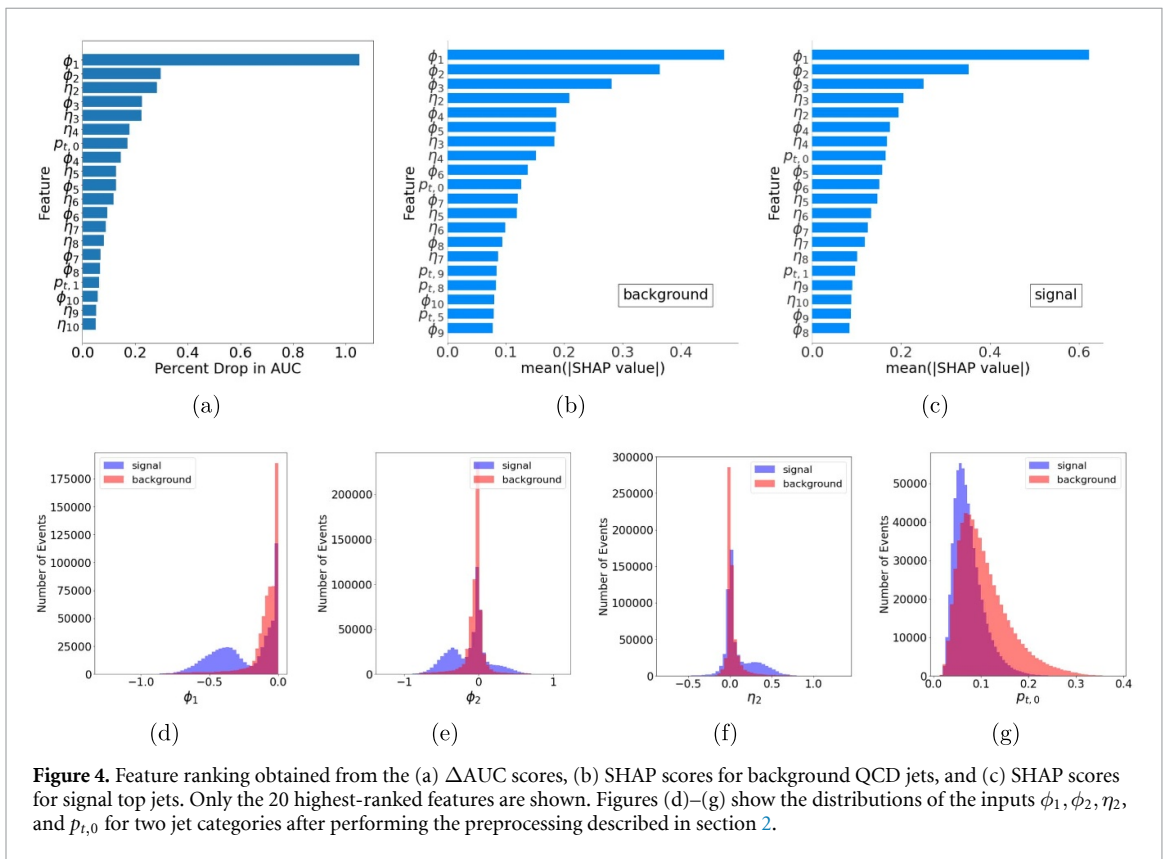 ϕ₁
ϕ₂
η₂
ϕ₃
η₃
η₄
pₜ,₀
ϕ₄
η₅
ϕ₅
η₆
ϕ₆
η₇
η₈
ϕ₇
ϕ₈
pₜ,₁
ϕ₁₀
η₉
η₁₀
Feature
0.0 0.2 0.4 0.6 0.8 1.0
Percent Drop in AUC
(a)
ϕ₁
ϕ₂
ϕ₃
η₂
ϕ₄
ϕ₅
η₃
η₄
ϕ₆
pₜ,₀
ϕ₇
η₅
η₆
ϕ₈
η₇
pₜ,₉
pₜ,₈
ϕ₁₀
pₜ,₅
ϕ₉
Feature
background
0.0 0.1 0.2 0.3 0.4
mean(|SHAP value|)
(b)
ϕ₁
ϕ₂
ϕ₃
η₃
η₂
ϕ₄
η₄
pₜ,₀
ϕ₅
ϕ₆
η₅
η₆
ϕ₇
η₇
η₈
pₜ,₁
η₉
η₁₀
ϕ₉
ϕ₈
Feature
signal
0.0 0.2 0.4 0.6
mean(|SHAP value|)
(c)
signal
background
175000
150000
125000
100000
75000
50000
25000
0
Number of Events
−1.0 −0.5 0.0
ϕ₁
(d)
signal
background
200000
150000
100000
50000
0
Number of Events
−1 0 1
ϕ₂
(e)
signal
background
300000
250000
200000
150000
100000
50000
0
Number of Events
−0.5 0.0 0.5 1.0
η₂
(f)
signal
background
50000
40000
30000
20000
10000
0
Number of Events
0.0 0.1 0.2 0.3 0.4
pₜ,₀
(g)
Figure 4. Feature ranking obtained from the (a) ΔAUC scores, (b) SHAP scores for background QCD jets, and (c) SHAP scores
for signal top jets. Only the 20 highest-ranked features are shown. Figures (d)–(g) show the distributions of the inputs ϕ₁, ϕ₂, η₂,
and pₜ,₀ for two jet categories after performing the preprocessing described in section 2.